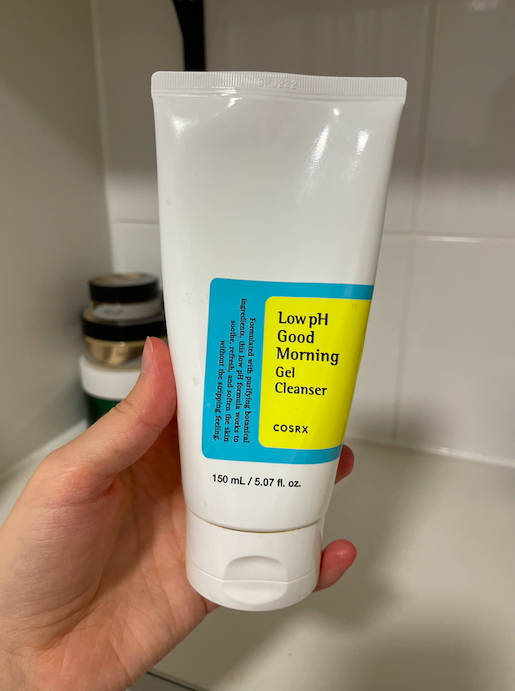 Low pH
Good
Morning
Gel
Cleanser
COSRX
Formulated with purifying botanical
ingredients, this low pH formula works to
soothe, refresh, and soften the skin
without the stripping feeling.
150 mL / 5.07 fl. oz.